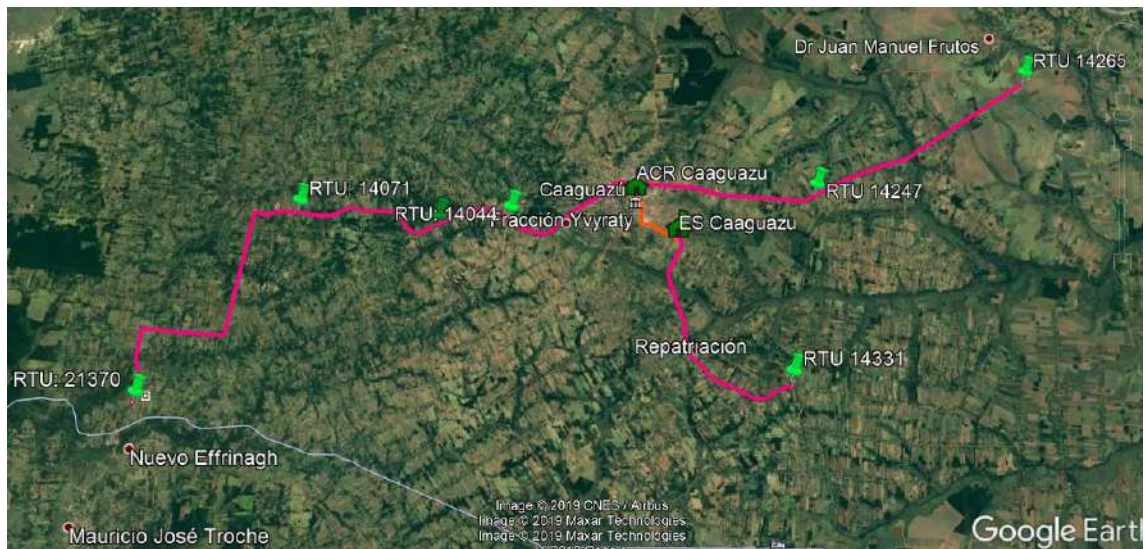 Dr Juan Manuel Frutos
RTU 14265
ACR Caaguazu
Caaguazú
RTU 14247
RTU: 14071
RTU: 14044
Fracción Yvyraty
ES Caaguazu
Repatriación
RTU 14331
RTU: 21370
Nuevo Effrinagh
Mauricio José Troche
Image © 2019 CNES / Airbus
Image © 2019 Maxar Technologies
Image © 2019 Maxar Technologies
Google Earth